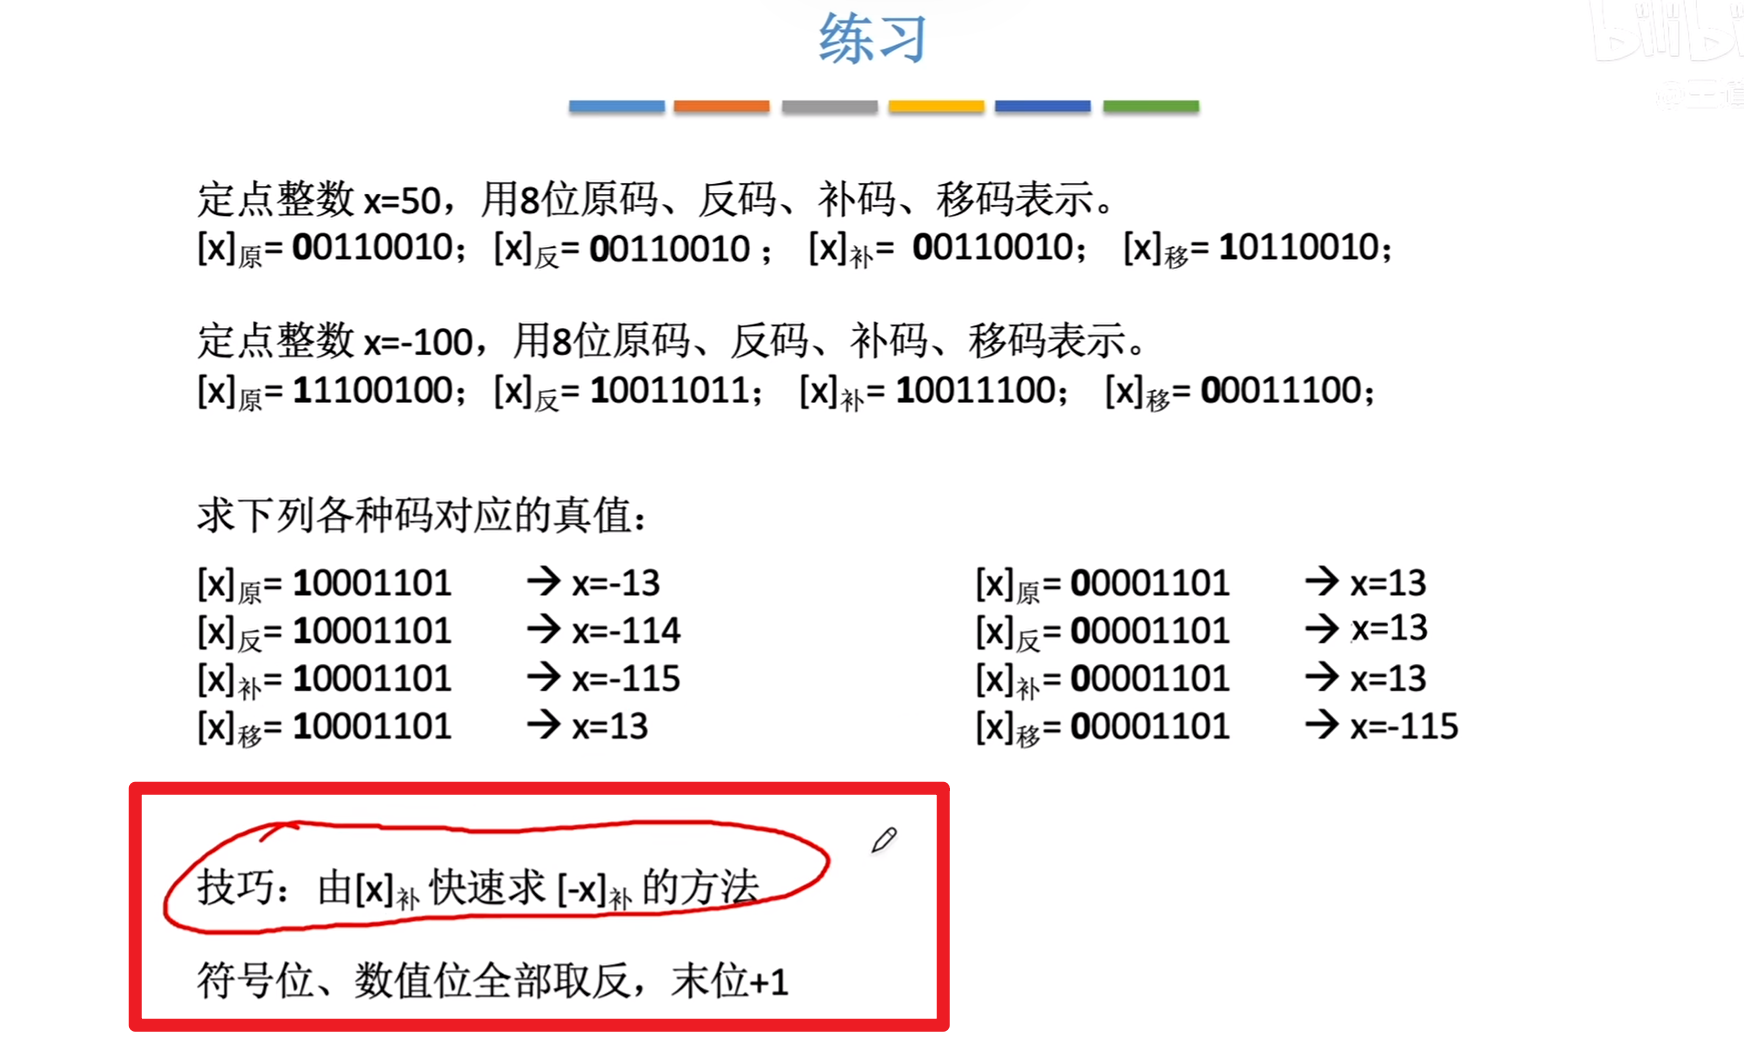 练习
定点整数 x=50，用8位原码、反码、补码、移码表示。
[x]原= 00110010；[x]反= 00110010； [x]补= 00110010； [x]移= 10110010；
定点整数 x=-100，用8位原码、反码、补码、移码表示。
[x]原= 11100100；[x]反= 10011011； [x]补= 10011100； [x]移= 00011100；
求下列各种码对应的真值：
[x]原= 10001101 → x=-13 [x]原= 00001101 → x=13
[x]反= 10001101 → x=-114 [x]反= 00001101 → x=13
[x]补= 10001101 → x=-115 [x]补= 00001101 → x=13
[x]移= 10001101 → x=13 [x]移= 00001101 → x=-115
技巧：由[x]补 快速求 [-x]补 的方法
符号位、数值位全部取反，末位+1